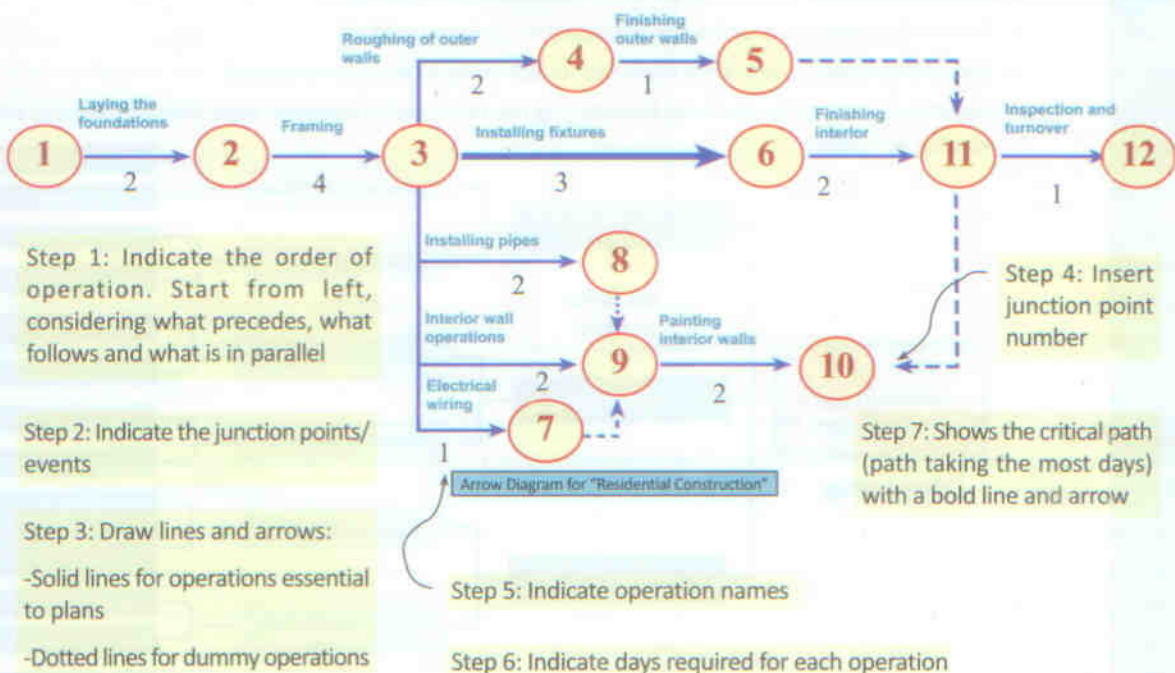 Roughing of outer
walls
Finishing
outer walls
4
5
2
1
Laying the
foundations
Framing
Installing fixtures
Finishing
interior
Inspection and
turnover
1
2
3
6
11
12
2
4
3
2
1
Installing pipes
8
2
Interior wall
operations
9
Painting
interior walls
10
2
2
Electrical
wiring
7
1
Arrow Diagram for "Residential Construction"
Step 1: Indicate the order of
operation. Start from left,
considering what precedes, what
follows and what is in parallel
Step 2: Indicate the junction points/
events
Step 3: Draw lines and arrows:
-Solid lines for operations essential
to plans
-Dotted lines for dummy operations
Step 4: Insert
junction point
number
Step 7: Shows the critical path
(path taking the most days)
with a bold line and arrow
Step 5: Indicate operation names
Step 6: Indicate days required for each operation